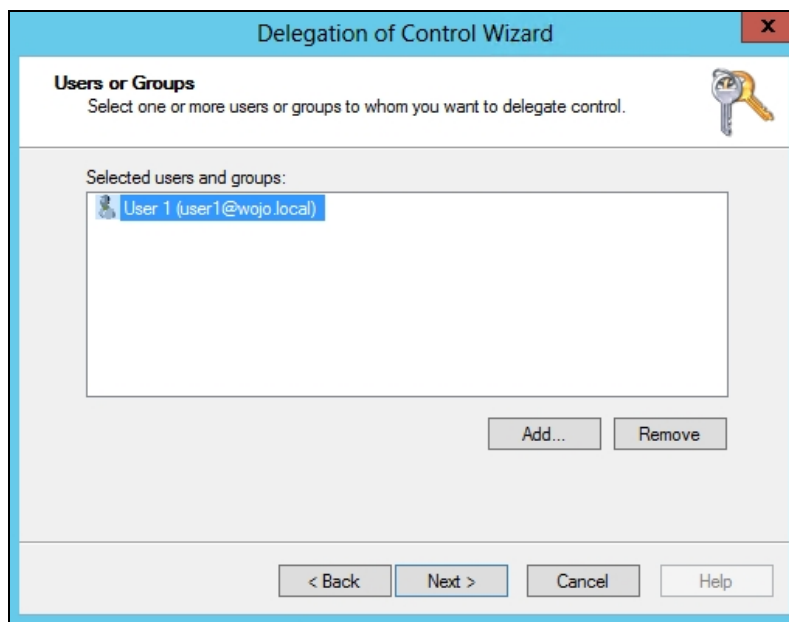 Delegation of Control Wizard
x
Users or Groups
Select one or more users or groups to whom you want to delegate control.
Selected users and groups:
User 1 (user1@wojo.local)
Add...
Remove
< Back
Next >
Cancel
Help